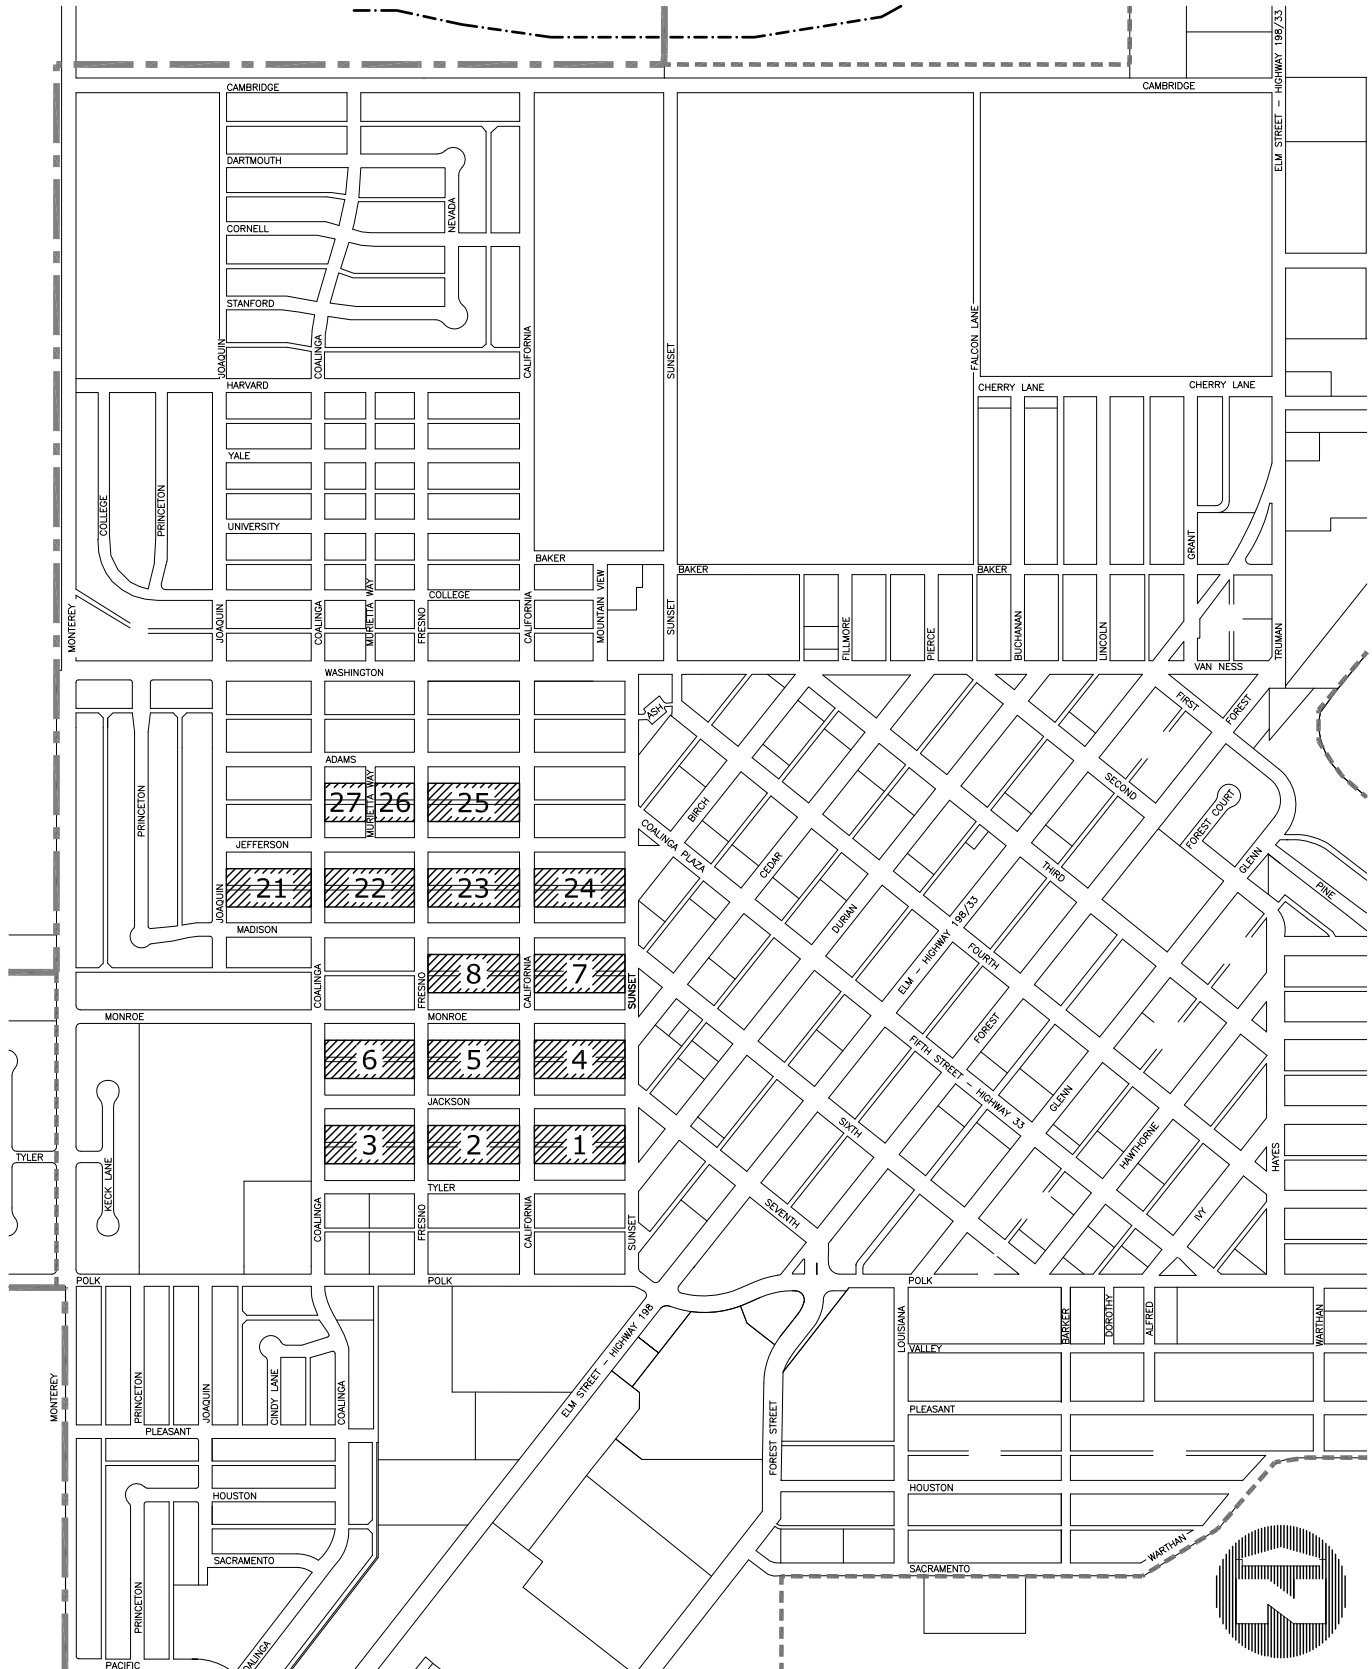 CAMBRIDGE
CAMBRIDGE
ELM STREET - HIGHWAY 198/33
DARTMOUTH
NEVADA
CORNELL
STANFORD
JOAQUIN
COALINGA
CALIFORNIA
SUNSET
FALCON LANE
HARVARD
CHERRY LANE
CHERRY LANE
YALE
COLLEGE
PRINCETON
UNIVERSITY
GRANT
BAKER
BAKER
BAKER
MONTEREY
JOAQUIN
COALINGA
MURIETTA WAY
FRESNO
COLLEGE
CALIFORNIA
MOUNTAIN VIEW
SUNSET
FILLMORE
PIERCE
BUCHANAN
LINCOLN
TRUMAN
WASHINGTON
VAN NESS
ASH
FIRST
FOREST
ADAMS
SECOND
27
MURIETTA WAY
26
25
PRINCETON
BIRCH
FOREST COURT
COALINGA PLAZA
JEFFERSON
CEDAR
THIRD
GLENN
PINE
JOAQUIN
21
22
23
24
DURIAN
ELM - HIGHWAY 198/33
MADISON
FOURTH
COALINGA
FRESNO
8
CALIFORNIA
7
SUNSET
MONROE
MONROE
FOREST
6
5
4
FIFTH STREET - HIGHWAY 33
GLENN
JACKSON
SIXTH
3
2
1
HAWTHORNE
HAYES
TYLER
KECK LANE
TYLER
COALINGA
FRESNO
CALIFORNIA
SUNSET
SEVENTH
IVY
POLK
POLK
POLK
ELM STREET - HIGHWAY 198
LOUISIANA
BARKER
DOROTHY
ALFRED
WARTHAN
VALLEY
MONTEREY
PRINCETON
JOAQUIN
CINDY LANE
COALINGA
PLEASANT
PLEASANT
FOREST STREET
HOUSTON
HOUSTON
SACRAMENTO
SACRAMENTO
WARTHAN
PRINCETON
COALINGA
PACIFIC
N